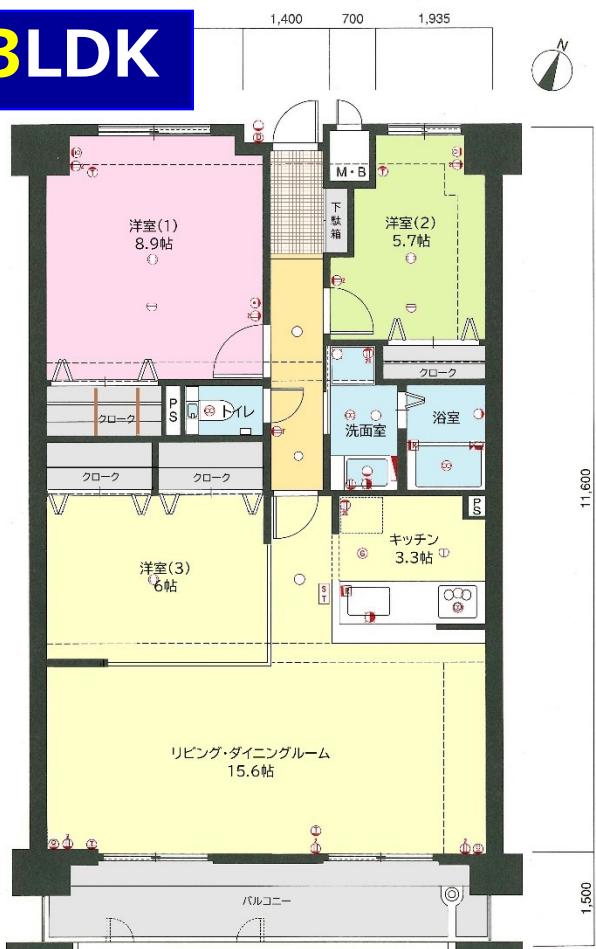 3LDK
1,400
700
1,935
N
M・B
下駄箱
洋室(1)
8.9帖
洋室(2)
5.7帖
クローク
クローク
PS
トイレ
洗面室
浴室
クローク
クローク
PS
キッチン
3.3帖
洋室(3)
6帖
ST
リビング・ダイニングルーム
15.6帖
バルコニー
11,600
1,500